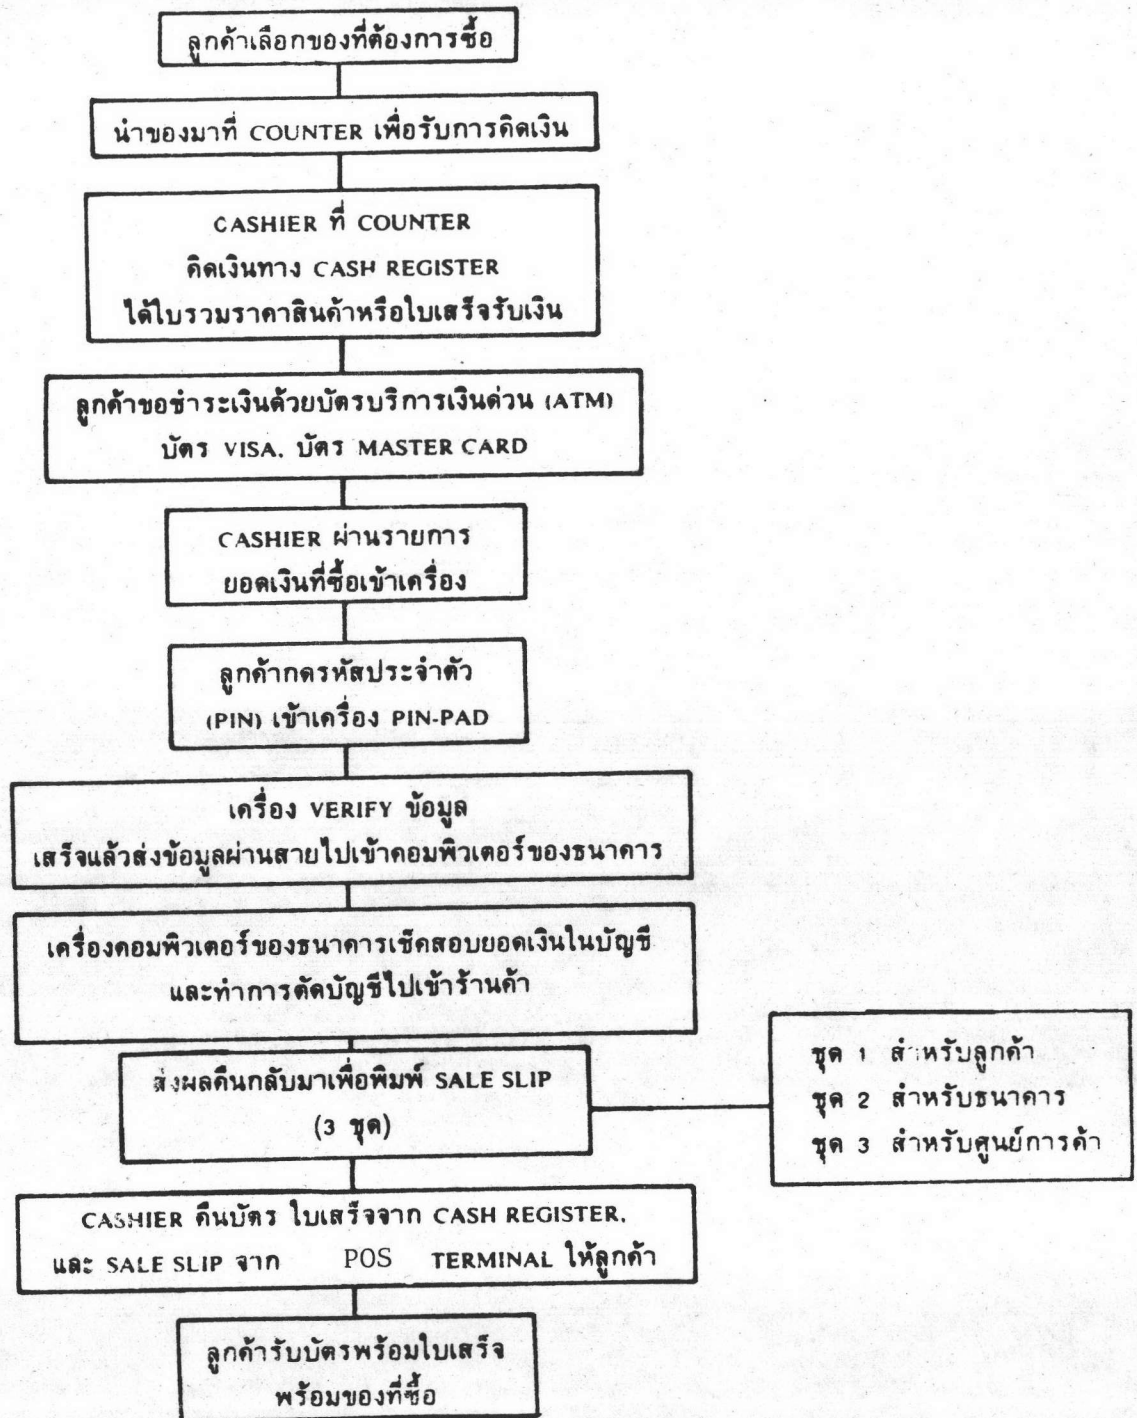 ลูกค้าเลือกของที่ต้องการซื้อ
นำของมาที่ COUNTER เพื่อรับการคิดเงิน
CASHIER ที่ COUNTER
คิดเงินทาง CASH REGISTER
ได้ใบรวมราคาสินค้าหรือใบเสร็จรับเงิน
ลูกค้าขอชำระเงินด้วยบัตรบริการเงินด่วน (ATM)
บัตร VISA. บัตร MASTER CARD
CASHIER ผ่านรายการ
ยอดเงินที่ซื้อเข้าเครื่อง
ลูกค้ากดรหัสประจำตัว
(PIN) เข้าเครื่อง PIN-PAD
เครื่อง VERIFY ข้อมูล
เสร็จแล้วส่งข้อมูลผ่านสายไปเข้าคอมพิวเตอร์ของธนาคาร
เครื่องคอมพิวเตอร์ของธนาคารเช็คสอบยอดเงินในบัญชี
และทำการตัดบัญชีไปเข้าร้านค้า
ส่งผลคืนกลับมาเพื่อพิมพ์ SALE SLIP
(3 ชุด)
ชุด 1 สำหรับลูกค้า
ชุด 2 สำหรับธนาคาร
ชุด 3 สำหรับศูนย์การค้า
CASHIER คืนบัตร ใบเสร็จจาก CASH REGISTER.
และ SALE SLIP จาก POS TERMINAL ให้ลูกค้า
ลูกค้ารับบัตรพร้อมใบเสร็จ
พร้อมของที่ซื้อ